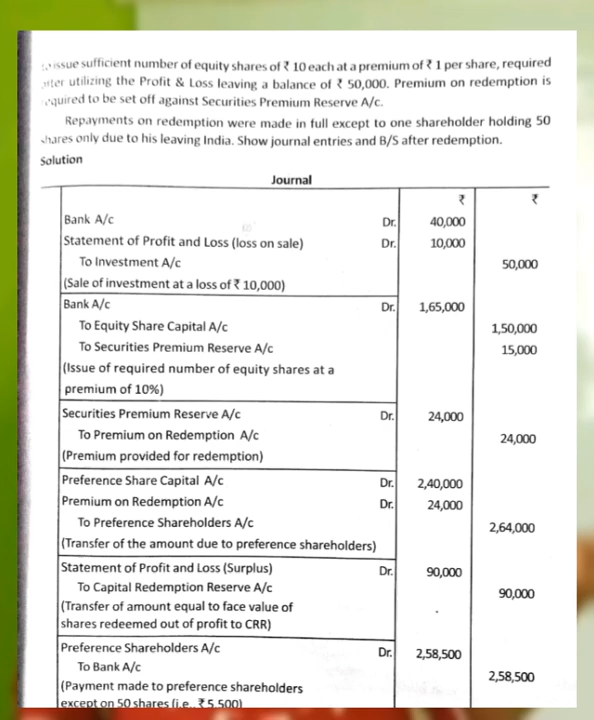 issue sufficient number of equity shares of ₹ 10 each at a premium of ₹ 1 per share, required
after utilizing the Profit & Loss leaving a balance of ₹ 50,000. Premium on redemption is
required to be set off against Securities Premium Reserve A/c.
Repayments on redemption were made in full except to one shareholder holding 50
shares only due to his leaving India. Show journal entries and B/S after redemption.
Solution
Journal
₹ ₹
Bank A/c Dr. 40,000
Statement of Profit and Loss (loss on sale) Dr. 10,000
To Investment A/c 50,000
(Sale of investment at a loss of ₹ 10,000)
Bank A/c Dr. 1,65,000
To Equity Share Capital A/c 1,50,000
To Securities Premium Reserve A/c 15,000
(Issue of required number of equity shares at a
premium of 10%)
Securities Premium Reserve A/c Dr. 24,000
To Premium on Redemption A/c 24,000
(Premium provided for redemption)
Preference Share Capital A/c Dr. 2,40,000
Premium on Redemption A/c Dr. 24,000
To Preference Shareholders A/c 2,64,000
(Transfer of the amount due to preference shareholders)
Statement of Profit and Loss (Surplus) Dr. 90,000
To Capital Redemption Reserve A/c 90,000
(Transfer of amount equal to face value of
shares redeemed out of profit to CRR)
Preference Shareholders A/c Dr. 2,58,500
To Bank A/c 2,58,500
(Payment made to preference shareholders
except on 50 shares (i.e., ₹ 5,500)